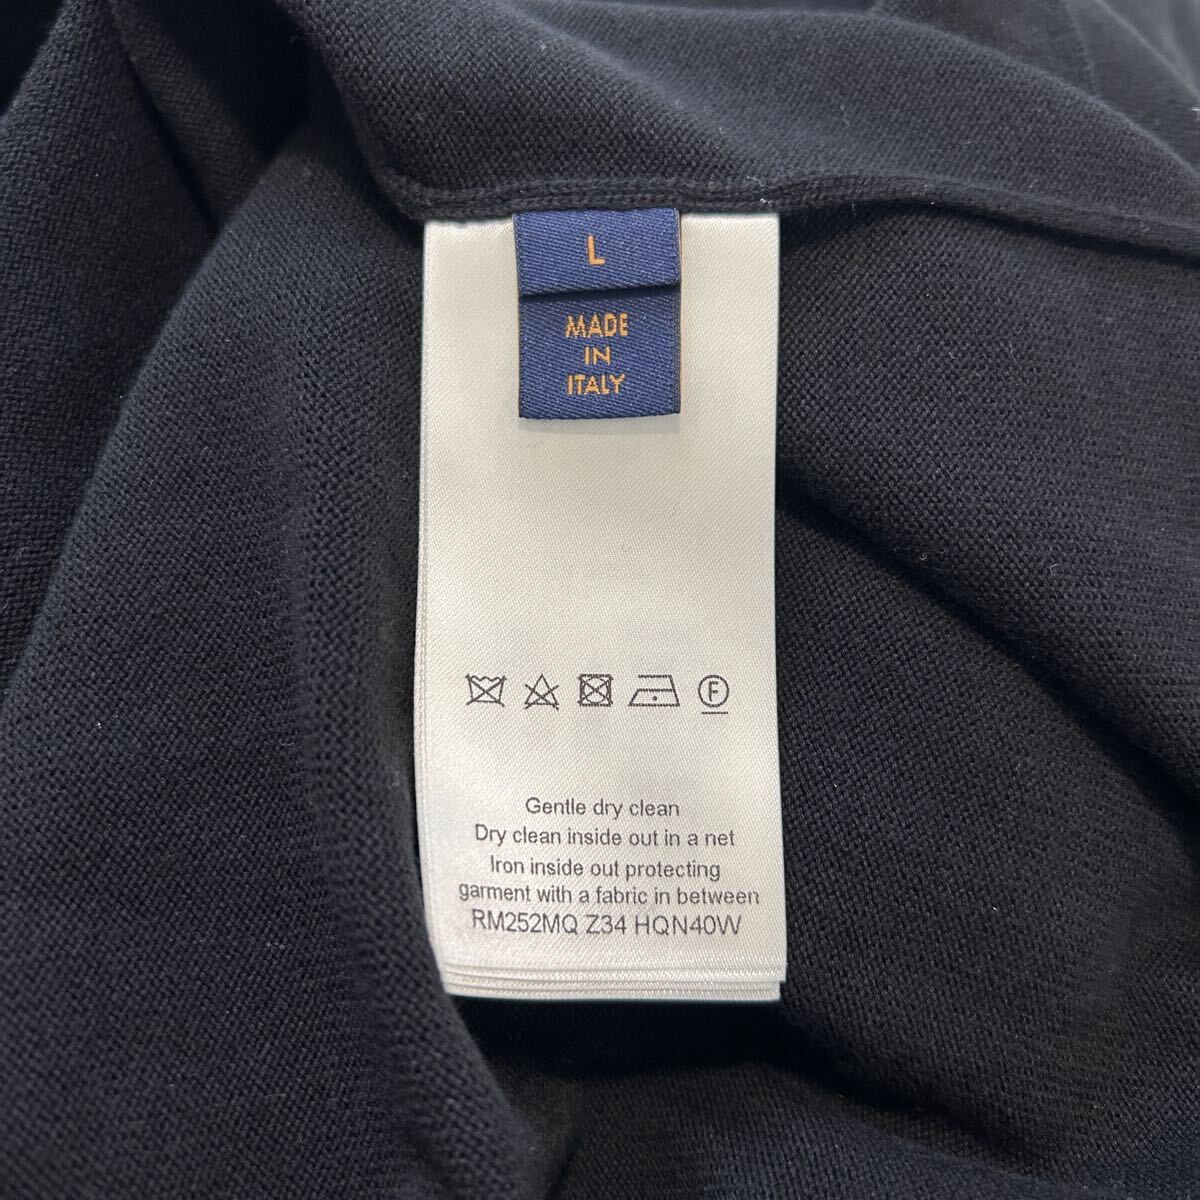 L
MADE
IN
ITALY
F
Gentle dry clean
Dry clean inside out in a net
Iron inside out protecting
garment with a fabric in between
RM252MQ Z34 HQN40W